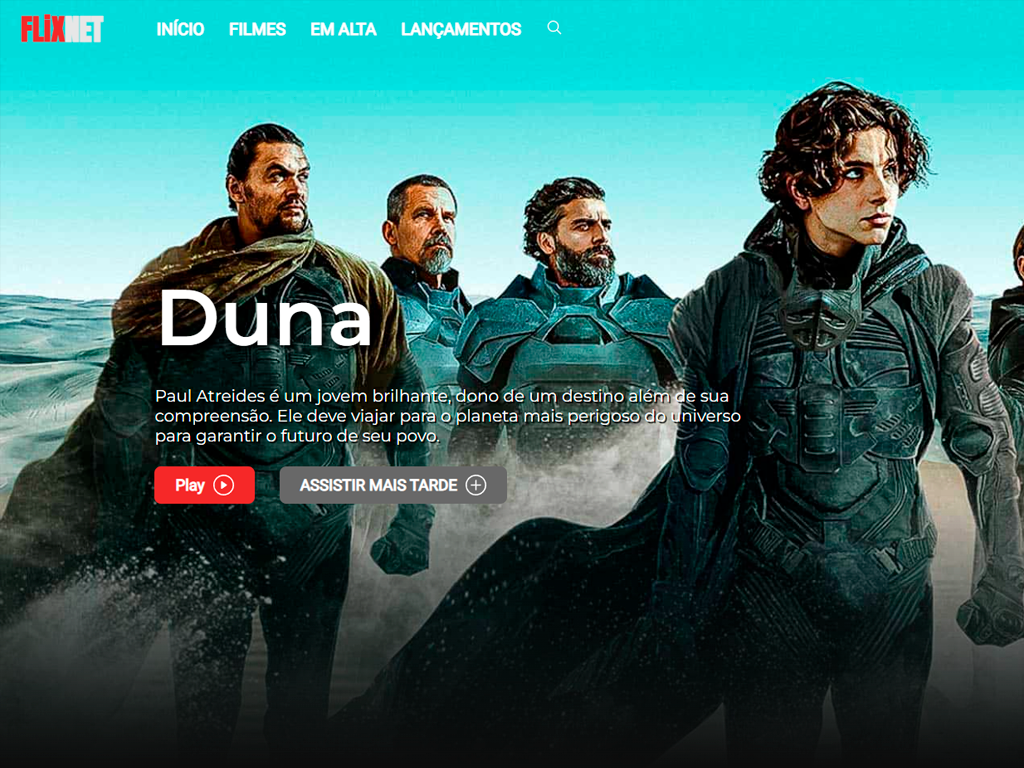 FLiXNET
INÍCIO FILMES EM ALTA LANÇAMENTOS
Duna
Paul Atreides é um jovem brilhante, dono de um destino além de sua
compreensão. Ele deve viajar para o planeta mais perigoso do universo
para garantir o futuro de seu povo.
Play ASSISTIR MAIS TARDE